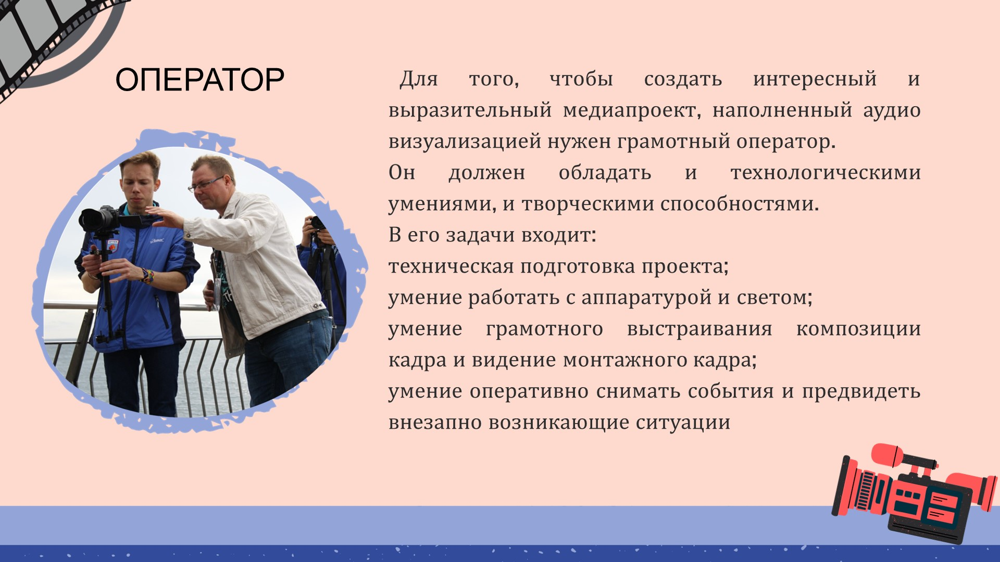 ОПЕРАТОР
Для того, чтобы создать интересный и
выразительный медиапроект, наполненный аудио
визуализацией нужен грамотный оператор.
Он должен обладать и технологическими
умениями, и творческими способностями.
В его задачи входит:
техническая подготовка проекта;
умение работать с аппаратурой и светом;
умение грамотного выстраивания композиции
кадра и видение монтажного кадра;
умение оперативно снимать события и предвидеть
внезапно возникающие ситуации